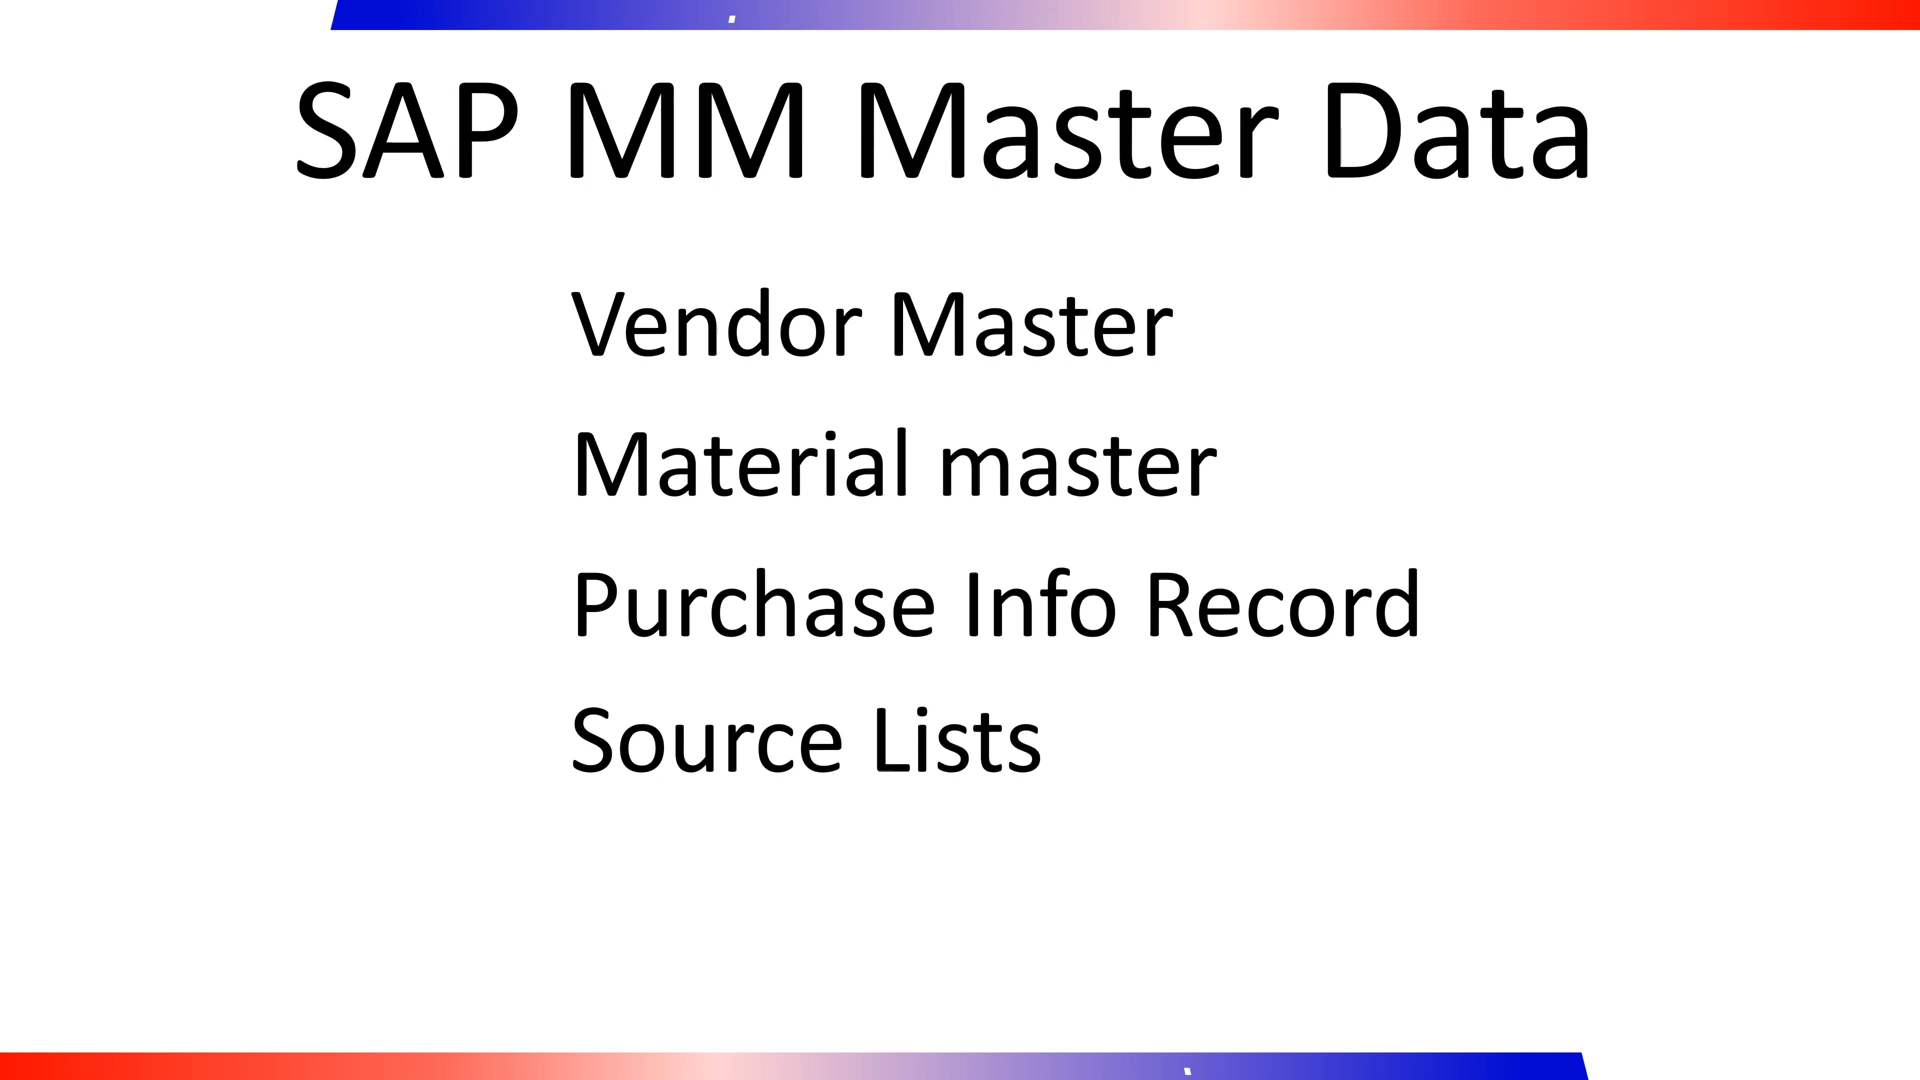 SAP MM Master Data
Vendor Master
Material master
Purchase Info Record
Source Lists